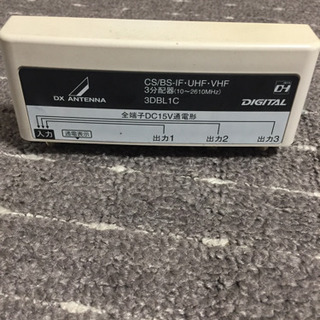 CS/BS-IF・UHF・VHF
3分配器(10~2610MHz)
DX ANTENNA
3DBL1C
DIGITAL
全端子DC15V通電形
入力 通電表示 出力1 出力2 出力3